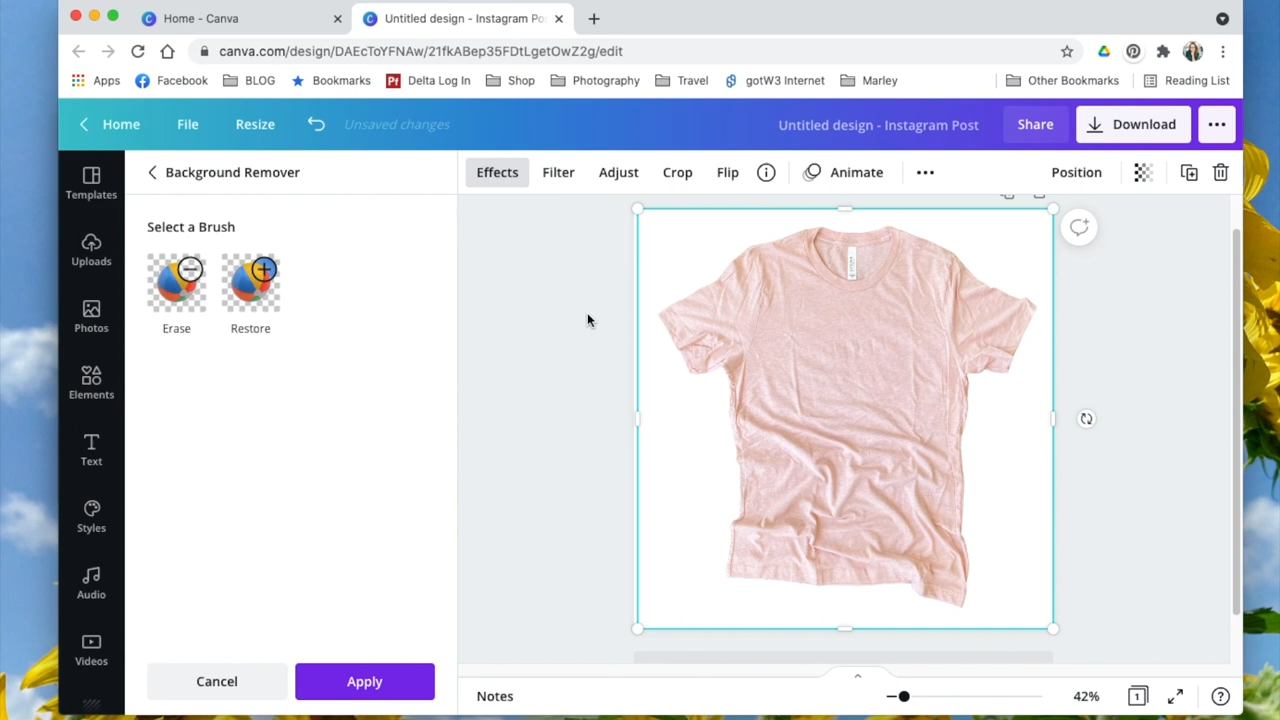 Home - Canva
Untitled design - Instagram Po
canva.com/design/DAEcToYFNAw/21fkABep35FDtLgetOwZ2g/edit
Apps Facebook BLOG Bookmarks Delta Log In Shop Photography Travel gotW3 Internet Marley Other Bookmarks Reading List
Home File Resize Unsaved changes Untitled design - Instagram Post Share Download
Background Remover
Effects Filter Adjust Crop Flip Animate Position
Templates
Uploads
Photos
Elements
Text
Styles
Audio
Videos
Select a Brush
Erase Restore
Cancel Apply
Notes 42% 1